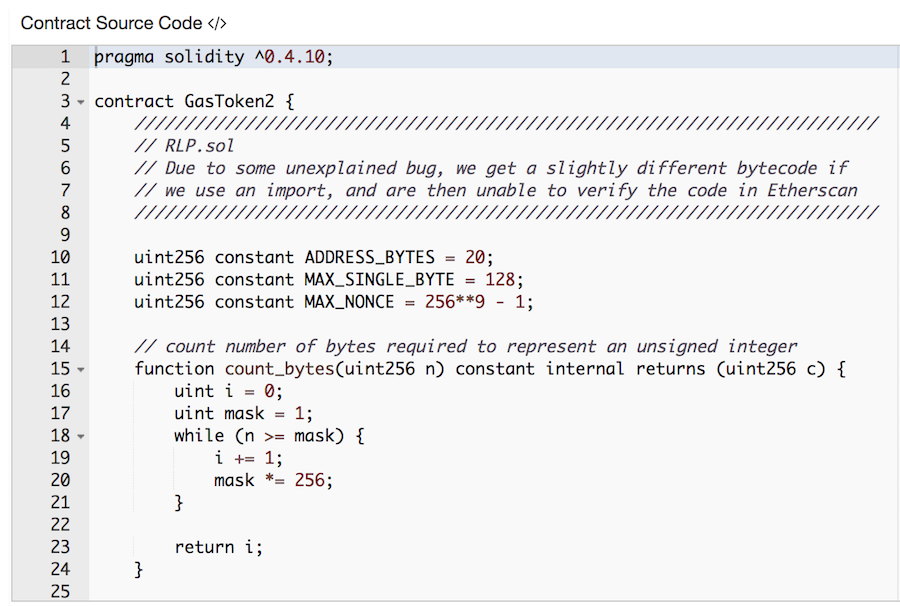 Contract Source Code </>
1 pragma solidity ^0.4.10;
2
3 contract GasToken2 {
4 //////////////////////////////////////////////////////////////////////////
5 // RLP.sol
6 // Due to some unexplained bug, we get a slightly different bytecode if
7 // we use an import, and are then unable to verify the code in Etherscan
8 //////////////////////////////////////////////////////////////////////////
9
10 uint256 constant ADDRESS_BYTES = 20;
11 uint256 constant MAX_SINGLE_BYTE = 128;
12 uint256 constant MAX_NONCE = 256**9 - 1;
13
14 // count number of bytes required to represent an unsigned integer
15 function count_bytes(uint256 n) constant internal returns (uint256 c) {
16 uint i = 0;
17 uint mask = 1;
18 while (n >= mask) {
19 i += 1;
20 mask *= 256;
21 }
22
23 return i;
24 }
25